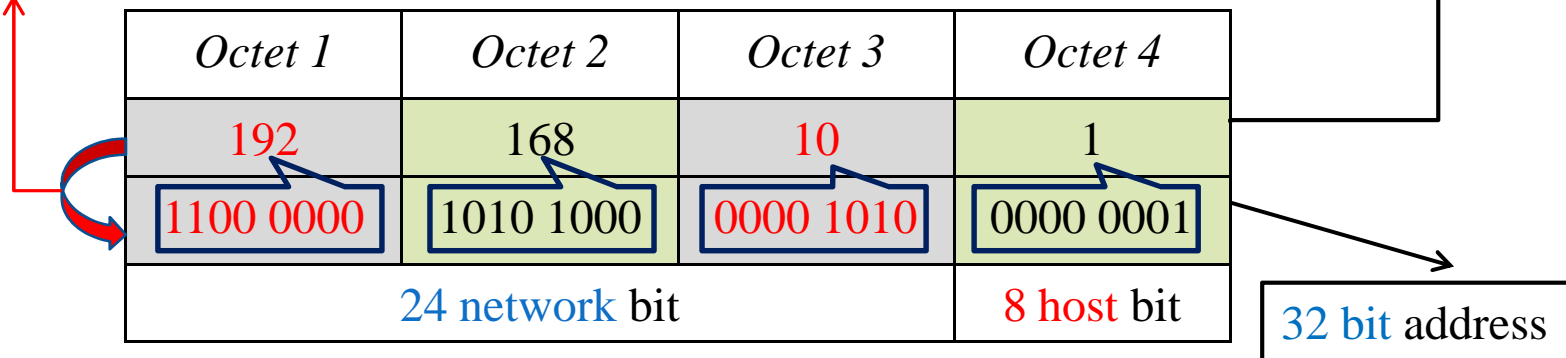 Octet 1 Octet 2 Octet 3 Octet 4
192 168 10 1
1100 0000 1010 1000 0000 1010 0000 0001
24 network bit 8 host bit
32 bit address